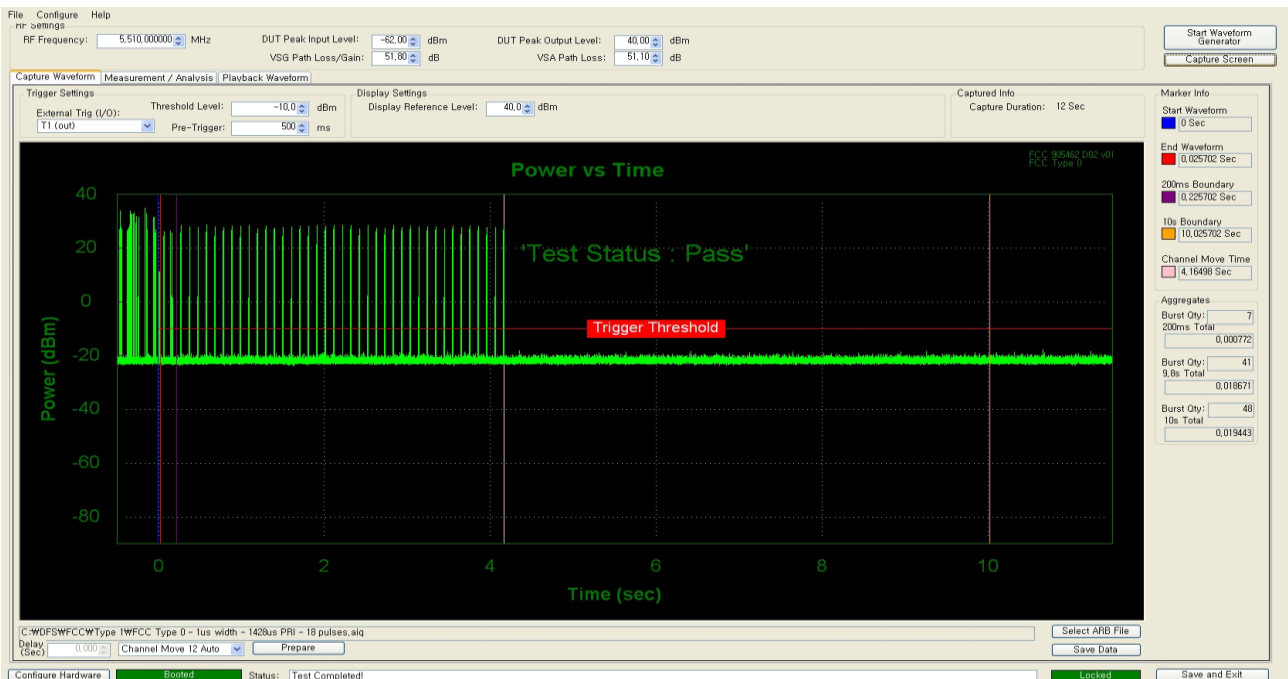 File Configure Help
RF Settings
RF Frequency: 5,510,000000 MHz
DUT Peak Input Level: -62,00 dBm
DUT Peak Output Level: 40,00 dBm
VSG Path Loss/Gain: 51,80 dB
VSA Path Loss: 51,10 dB
Start Waveform Generator
Capture Screen
Capture Waveform Measurement / Analysis Playback Waveform
Trigger Settings
External Trig (I/O):
T1 (out)
Threshold Level: -10,0 dBm
Pre-Trigger: 500 ms
Display Settings
Display Reference Level: 40,0 dBm
Captured Info
Capture Duration: 12 Sec
Marker Info
Start Waveform
0 Sec
End Waveform
0,025702 Sec
200ms Boundary
0,225702 Sec
10s Boundary
10,025702 Sec
Channel Move Time
4,16498 Sec
Aggregates
Burst Qty: 7
200ms Total
0,000772
Burst Qty: 41
9,8s Total
0,018671
Burst Qty: 48
10s Total
0,019443
Power vs Time
FCC 905462 D02 v01
FCC Type 0
'Test Status : Pass'
Trigger Threshold
Power (dBm)
40
20
0
-20
-40
-60
-80
0 2 4 6 8 10
Time (sec)
C:₩DFS₩FCC₩Type 1₩FCC Type 0 - 1us width - 1428us PRI - 18 pulses.aiq
Select ARB File
Delay (Sec) 0,000
Channel Move 12 Auto
Prepare
Save Data
Configure Hardware
Booted
Status: Test Completed!
Locked
Save and Exit